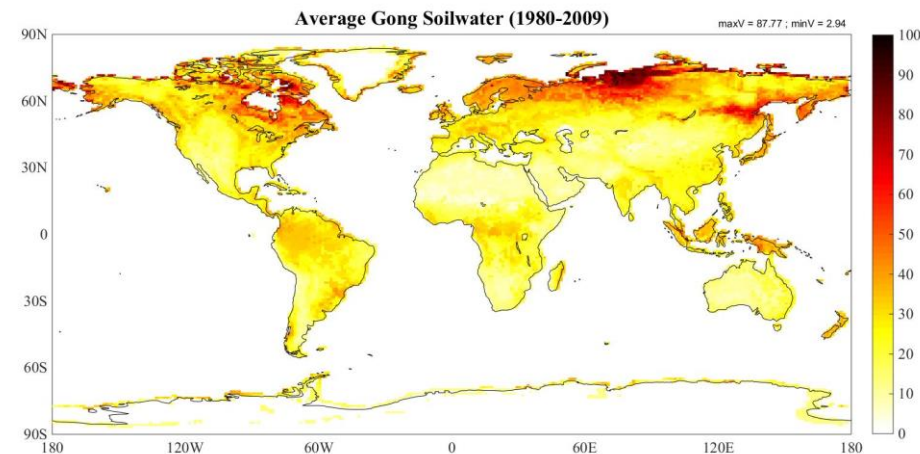 Average Gong Soilwater (1980-2009)
maxV = 87.77 ; minV = 2.94
90N
60N
30N
0
30S
60S
90S
180
120W
60W
0
60E
120E
180
100
90
80
70
60
50
40
30
20
10
0